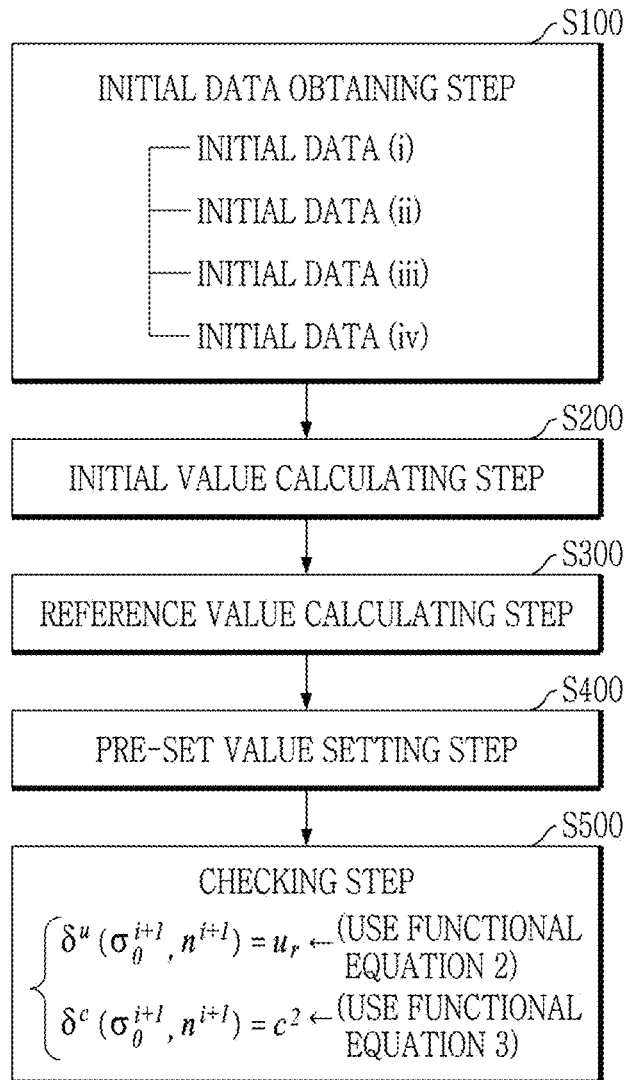 S100
INITIAL DATA OBTAINING STEP
INITIAL DATA (i)
INITIAL DATA (ii)
INITIAL DATA (iii)
INITIAL DATA (iv)
S200
INITIAL VALUE CALCULATING STEP
S300
REFERENCE VALUE CALCULATING STEP
S400
PRE-SET VALUE SETTING STEP
S500
CHECKING STEP
δ^u (σ_0^{i+1}, n^{i+1}) = u_r ← (USE FUNCTIONAL
EQUATION 2)
δ^c (σ_0^{i+1}, n^{i+1}) = c^2 ← (USE FUNCTIONAL
EQUATION 3)